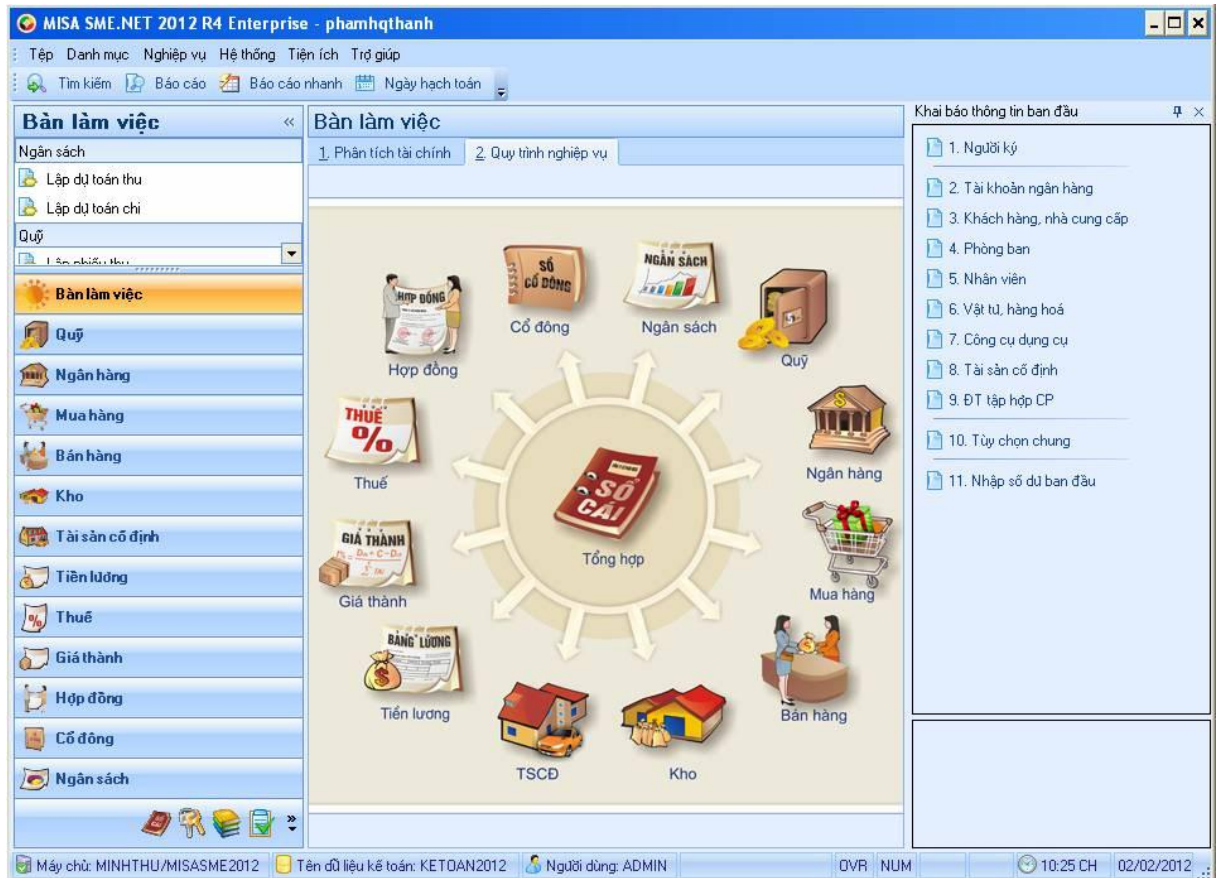 MISA SME.NET 2012 R4 Enterprise - phamhqthanh
Tệp Danh mục Nghiệp vụ Hệ thống Tiện ích Trợ giúp
Tìm kiếm Báo cáo Báo cáo nhanh Ngày hạch toán
Bàn làm việc
Ngân sách
Lập dự toán thu
Lập dự toán chi
Quỹ
Lập phiếu thu
Bàn làm việc
Quỹ
Ngân hàng
Mua hàng
Bán hàng
Kho
Tài sản cố định
Tiền lương
Thuế
Giá thành
Hợp đồng
Cổ đông
Ngân sách
Bàn làm việc
1. Phân tích tài chính
2. Quy trình nghiệp vụ
HỢP ĐỒNG
Hợp đồng
SỔ
CỔ ĐÔNG
Cổ đông
NGÂN SÁCH
Ngân sách
Quỹ
THUẾ
%
Thuế
Ngân hàng
SỔ
CÁI
Tổng hợp
GIÁ THÀNH
Giá thành
Mua hàng
BẢNG LƯƠNG
Tiền lương
Bán hàng
TSCĐ
Kho
Khai báo thông tin ban đầu
1. Người ký
2. Tài khoản ngân hàng
3. Khách hàng, nhà cung cấp
4. Phòng ban
5. Nhân viên
6. Vật tư, hàng hoá
7. Công cụ dụng cụ
8. Tài sản cố định
9. ĐT tập hợp CP
10. Tùy chọn chung
11. Nhập số dư ban đầu
Máy chủ: MINHTHU/MISASME2012 Tên dữ liệu kế toán: KETOAN2012 Người dùng: ADMIN OVR NUM 10:25 CH 02/02/2012